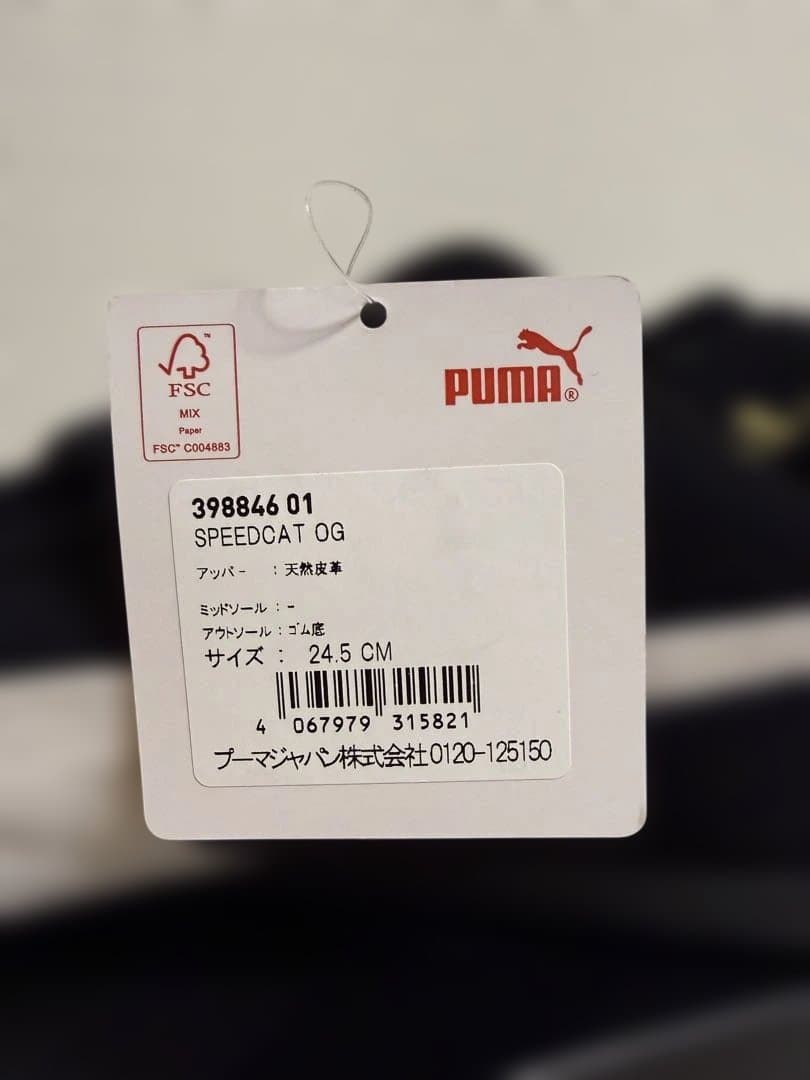 FSC™
MIX
Paper
FSC™ C004883
PUMA®
398846 01
SPEEDCAT OG
アッパー : 天然皮革
ミッドソール : -
アウトソール : ゴム底
サイズ : 24.5 CM
4 067979 315821
プーマジャパン株式会社0120-125150